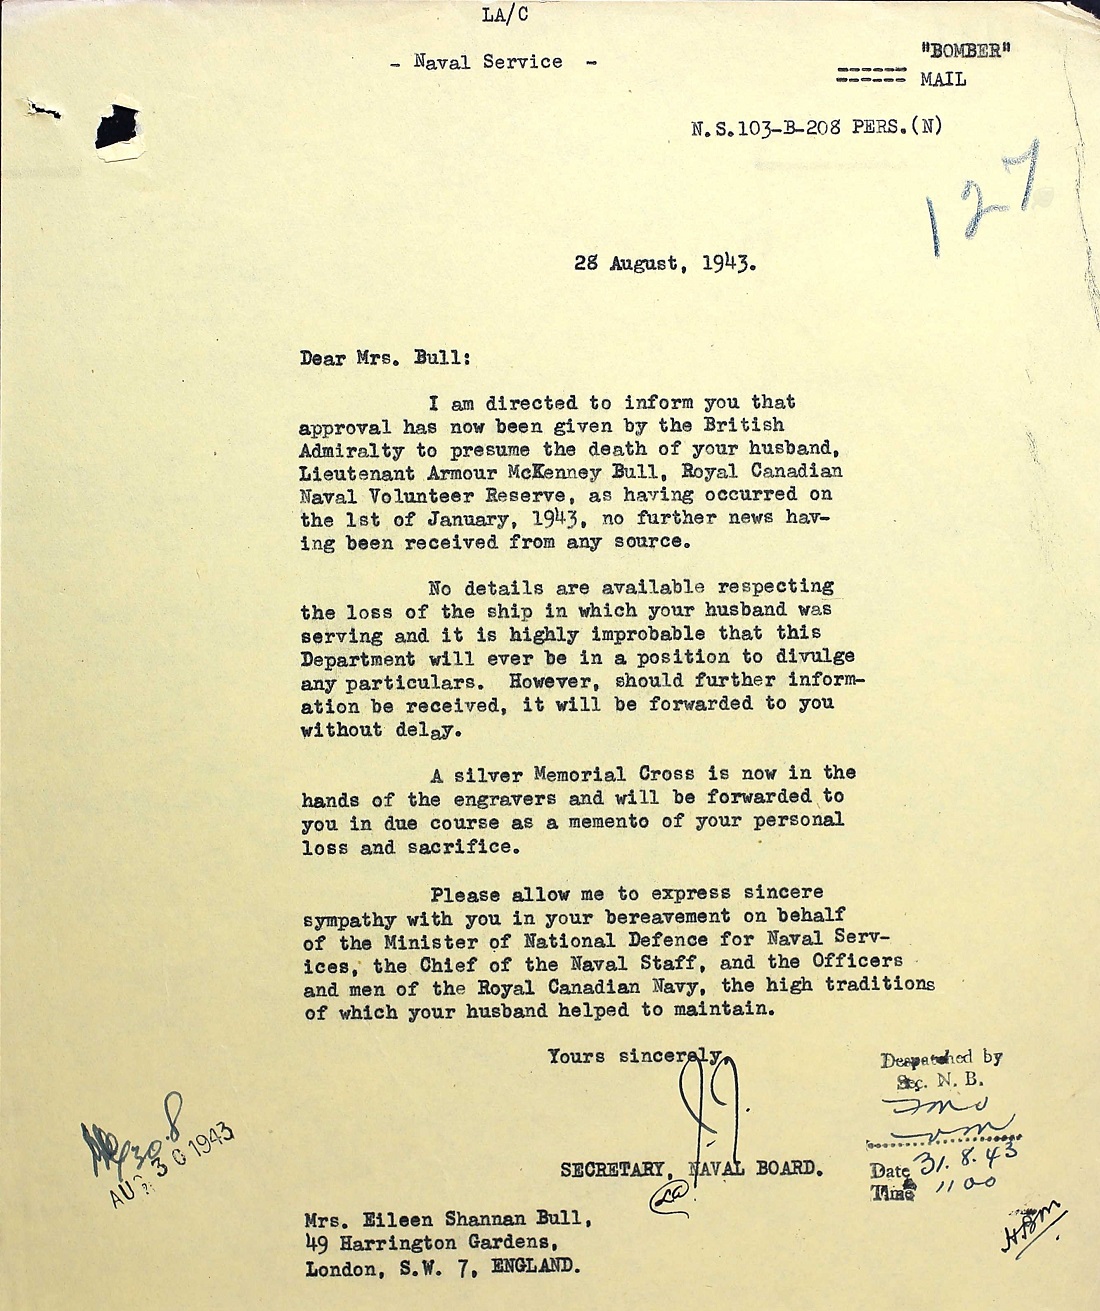 LA/C
- Naval Service -
"BOMBER"
====== MAIL
N.S.103-B-208 PERS.(N)
127
28 August, 1943.
Dear Mrs. Bull:
I am directed to inform you that
approval has now been given by the British
Admiralty to presume the death of your husband,
Lieutenant Armour McKenney Bull, Royal Canadian
Naval Volunteer Reserve, as having occurred on
the 1st of January, 1943, no further news hav-
ing been received from any source.
No details are available respecting
the loss of the ship in which your husband was
serving and it is highly improbable that this
Department will ever be in a position to divulge
any particulars. However, should further inform-
ation be received, it will be forwarded to you
without delay.
A silver Memorial Cross is now in the
hands of the engravers and will be forwarded to
you in due course as a memento of your personal
loss and sacrifice.
Please allow me to express sincere
sympathy with you in your bereavement on behalf
of the Minister of National Defence for Naval Serv-
ices, the Chief of the Naval Staff, and the Officers
and men of the Royal Canadian Navy, the high traditions
of which your husband helped to maintain.
Yours sincerely,
Despatched by
Sec. N. B.
Date 31.8.43
Time 1100
30.8
AUG 30 1943
SECRETARY, NAVAL BOARD.
Mrs. Eileen Shannan Bull,
49 Harrington Gardens,
London, S.W. 7, ENGLAND.